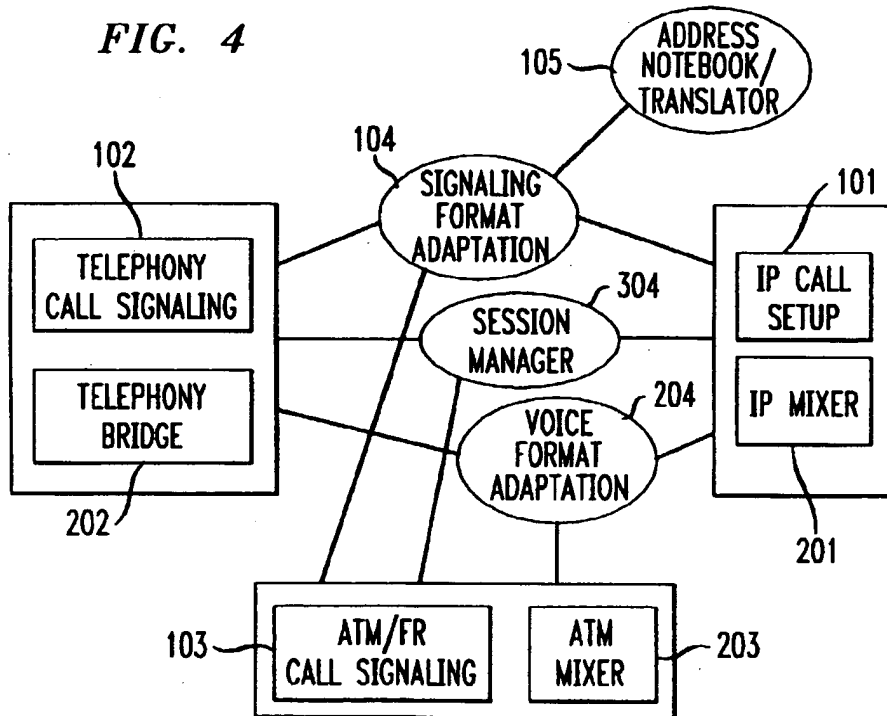 FIG. 4
ADDRESS
NOTEBOOK/
TRANSLATOR
105
102
104
SIGNALING
FORMAT
ADAPTATION
101
TELEPHONY
CALL SIGNALING
IP CALL
SETUP
304
SESSION
MANAGER
204
TELEPHONY
BRIDGE
IP MIXER
VOICE
FORMAT
ADAPTATION
202
201
103
ATM/FR
CALL SIGNALING
ATM
MIXER
203